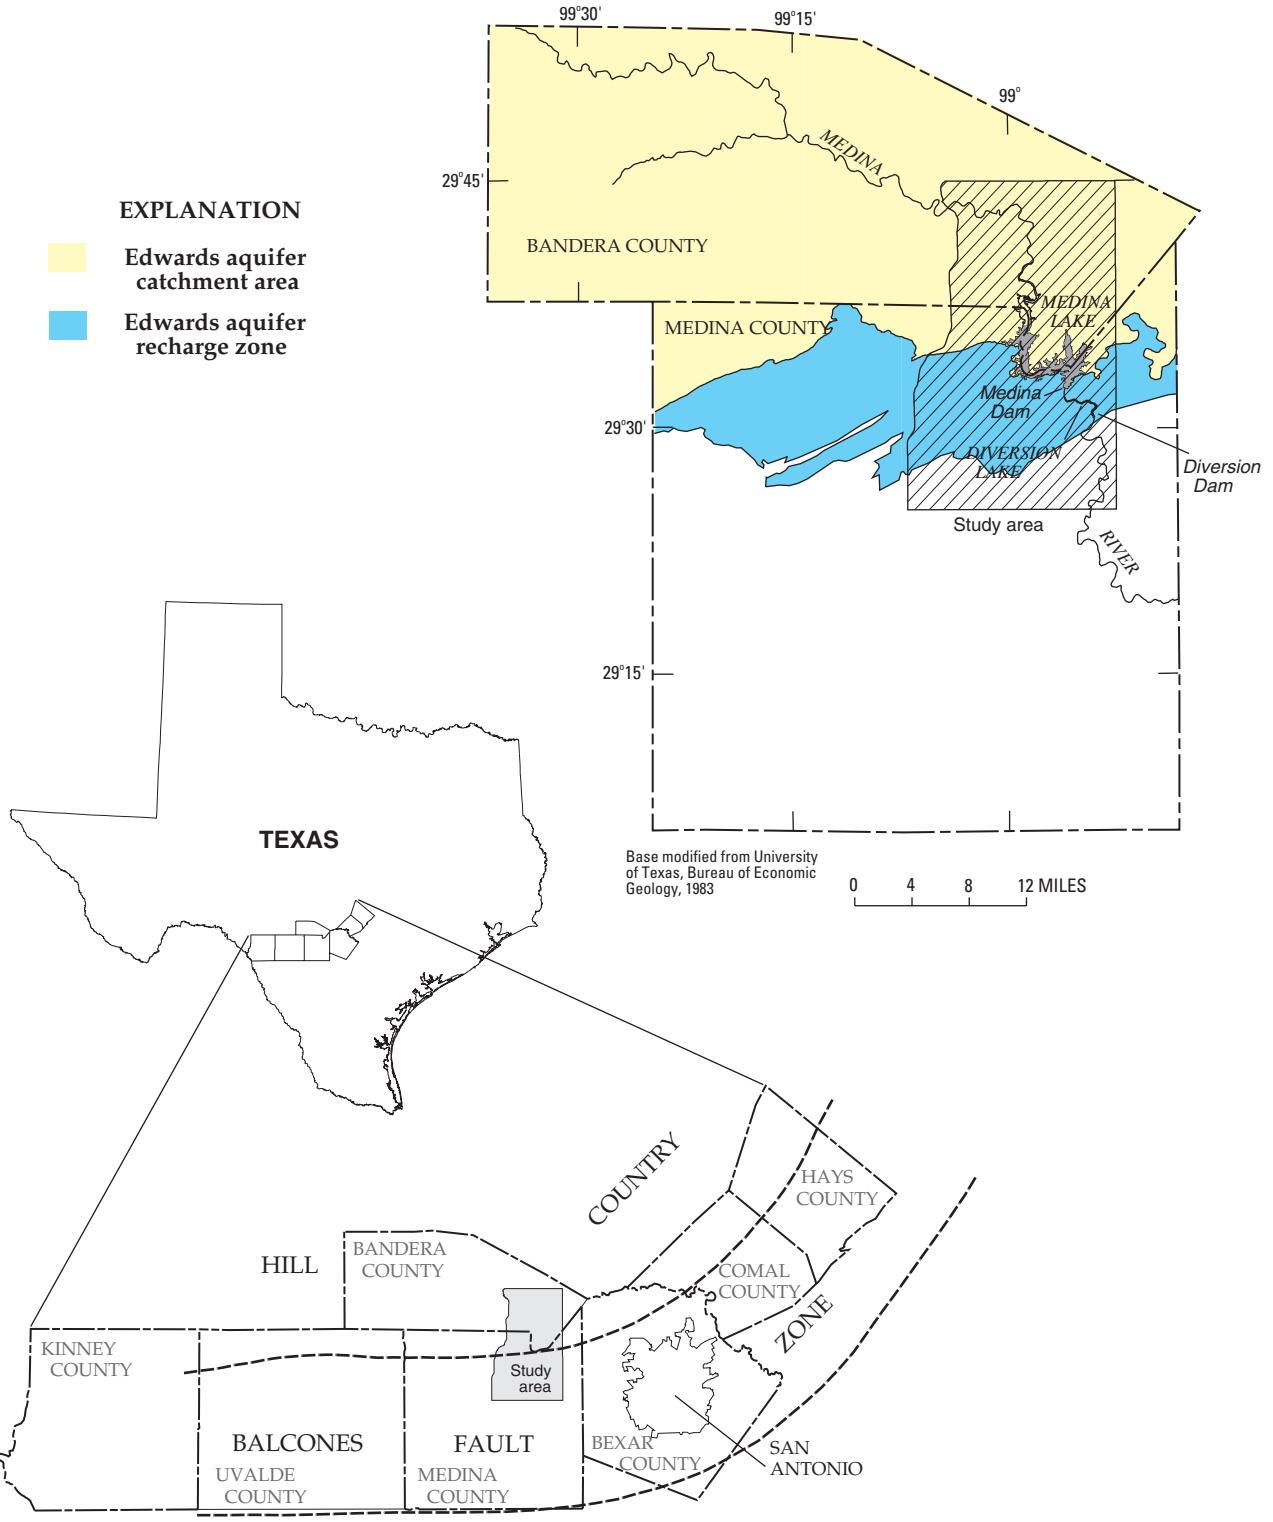 99°30'
99°15'
99°
29°45'
MEDINA
EXPLANATION
Edwards aquifer
catchment area
Edwards aquifer
recharge zone
BANDERA COUNTY
MEDINA COUNTY
MEDINA
LAKE
Medina
Dam
29°30'
DIVERSION
LAKE
Diversion
Dam
Study area
RIVER
29°15'
Base modified from University
of Texas, Bureau of Economic
Geology, 1983
0 4 8 12 MILES
TEXAS
HILL
COUNTRY
HAYS
COUNTY
BANDERA
COUNTY
COMAL
COUNTY
ZONE
KINNEY
COUNTY
Study
area
BALCONES
FAULT
BEXAR
COUNTY
SAN
ANTONIO
UVALDE
COUNTY
MEDINA
COUNTY